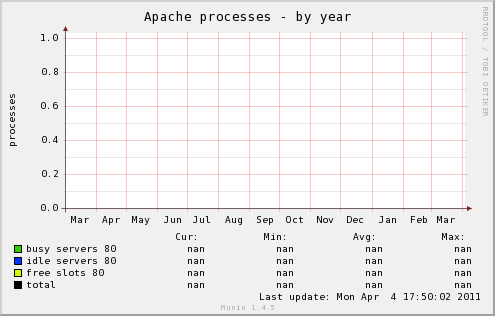 Apache processes - by year
RRDTOOL / TOBI OETIKER
processes
1.0
0.8
0.6
0.4
0.2
0.0
Mar Apr May Jun Jul Aug Sep Oct Nov Dec Jan Feb Mar
Cur: Min: Avg: Max:
busy servers 80 nan nan nan nan
idle servers 80 nan nan nan nan
free slots 80 nan nan nan nan
total nan nan nan nan
Last update: Mon Apr 4 17:50:02 2011
Munin 1.4.5